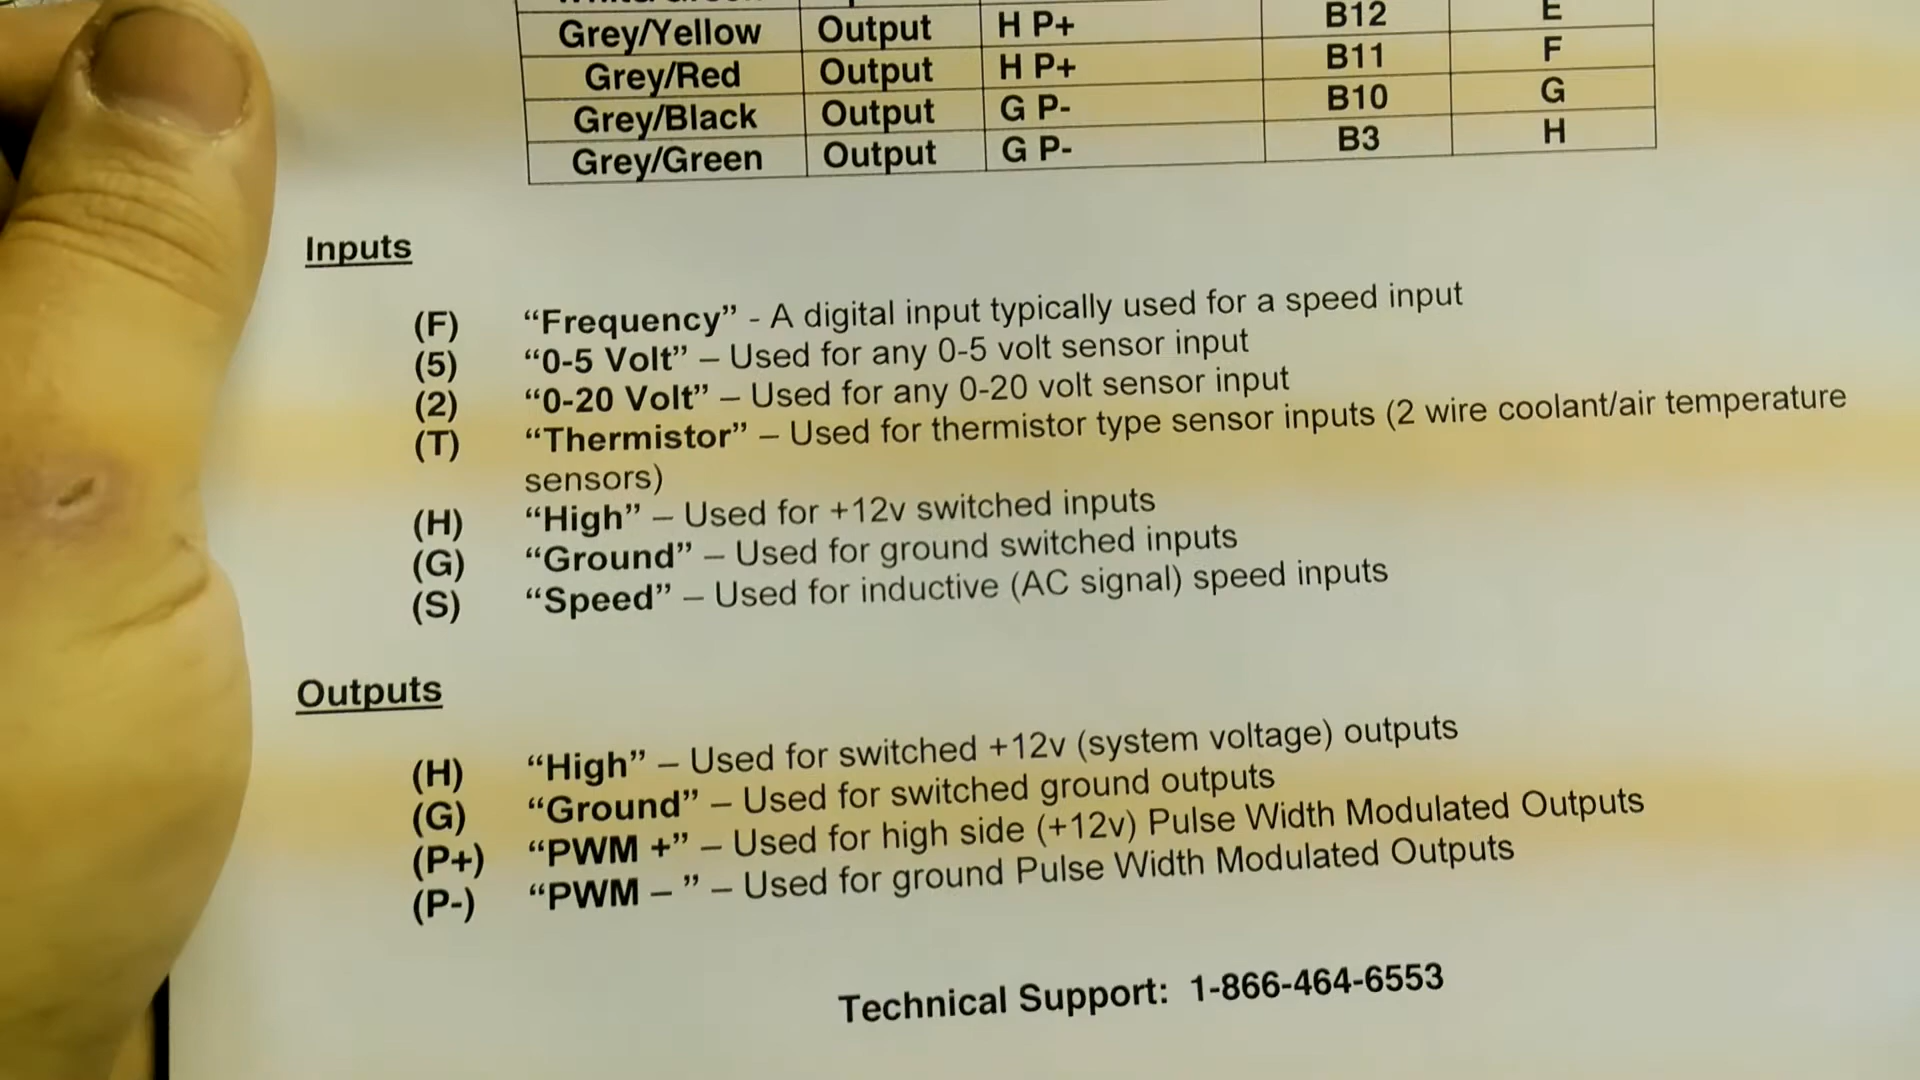 Grey/Yellow Output H P+ B12 E
Grey/Red Output H P+ B11 F
Grey/Black Output G P- B10 G
Grey/Green Output G P- B3 H
Inputs
(F) “Frequency” - A digital input typically used for a speed input
(5) “0-5 Volt” – Used for any 0-5 volt sensor input
(2) “0-20 Volt” – Used for any 0-20 volt sensor input
(T) “Thermistor” – Used for thermistor type sensor inputs (2 wire coolant/air temperature
sensors)
(H) “High” – Used for +12v switched inputs
(G) “Ground” – Used for ground switched inputs
(S) “Speed” – Used for inductive (AC signal) speed inputs
Outputs
(H) “High” – Used for switched +12v (system voltage) outputs
(G) “Ground” – Used for switched ground outputs
(P+) “PWM +” – Used for high side (+12v) Pulse Width Modulated Outputs
(P-) “PWM – ” – Used for ground Pulse Width Modulated Outputs
Technical Support: 1-866-464-6553